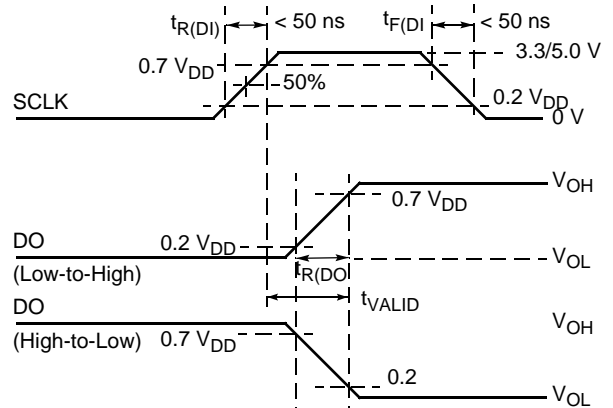 tR(DI) < 50 ns tF(DI < 50 ns
3.3/5.0 V
0.7 VDD
50%
0.2 VDD
SCLK
0 V
VOH
0.7 VDD
DO 0.2 VDD
(Low-to-High)
tR(DO
VOL
DO
tVALID
VOH
(High-to-Low)
0.7 VDD
0.2
VOL